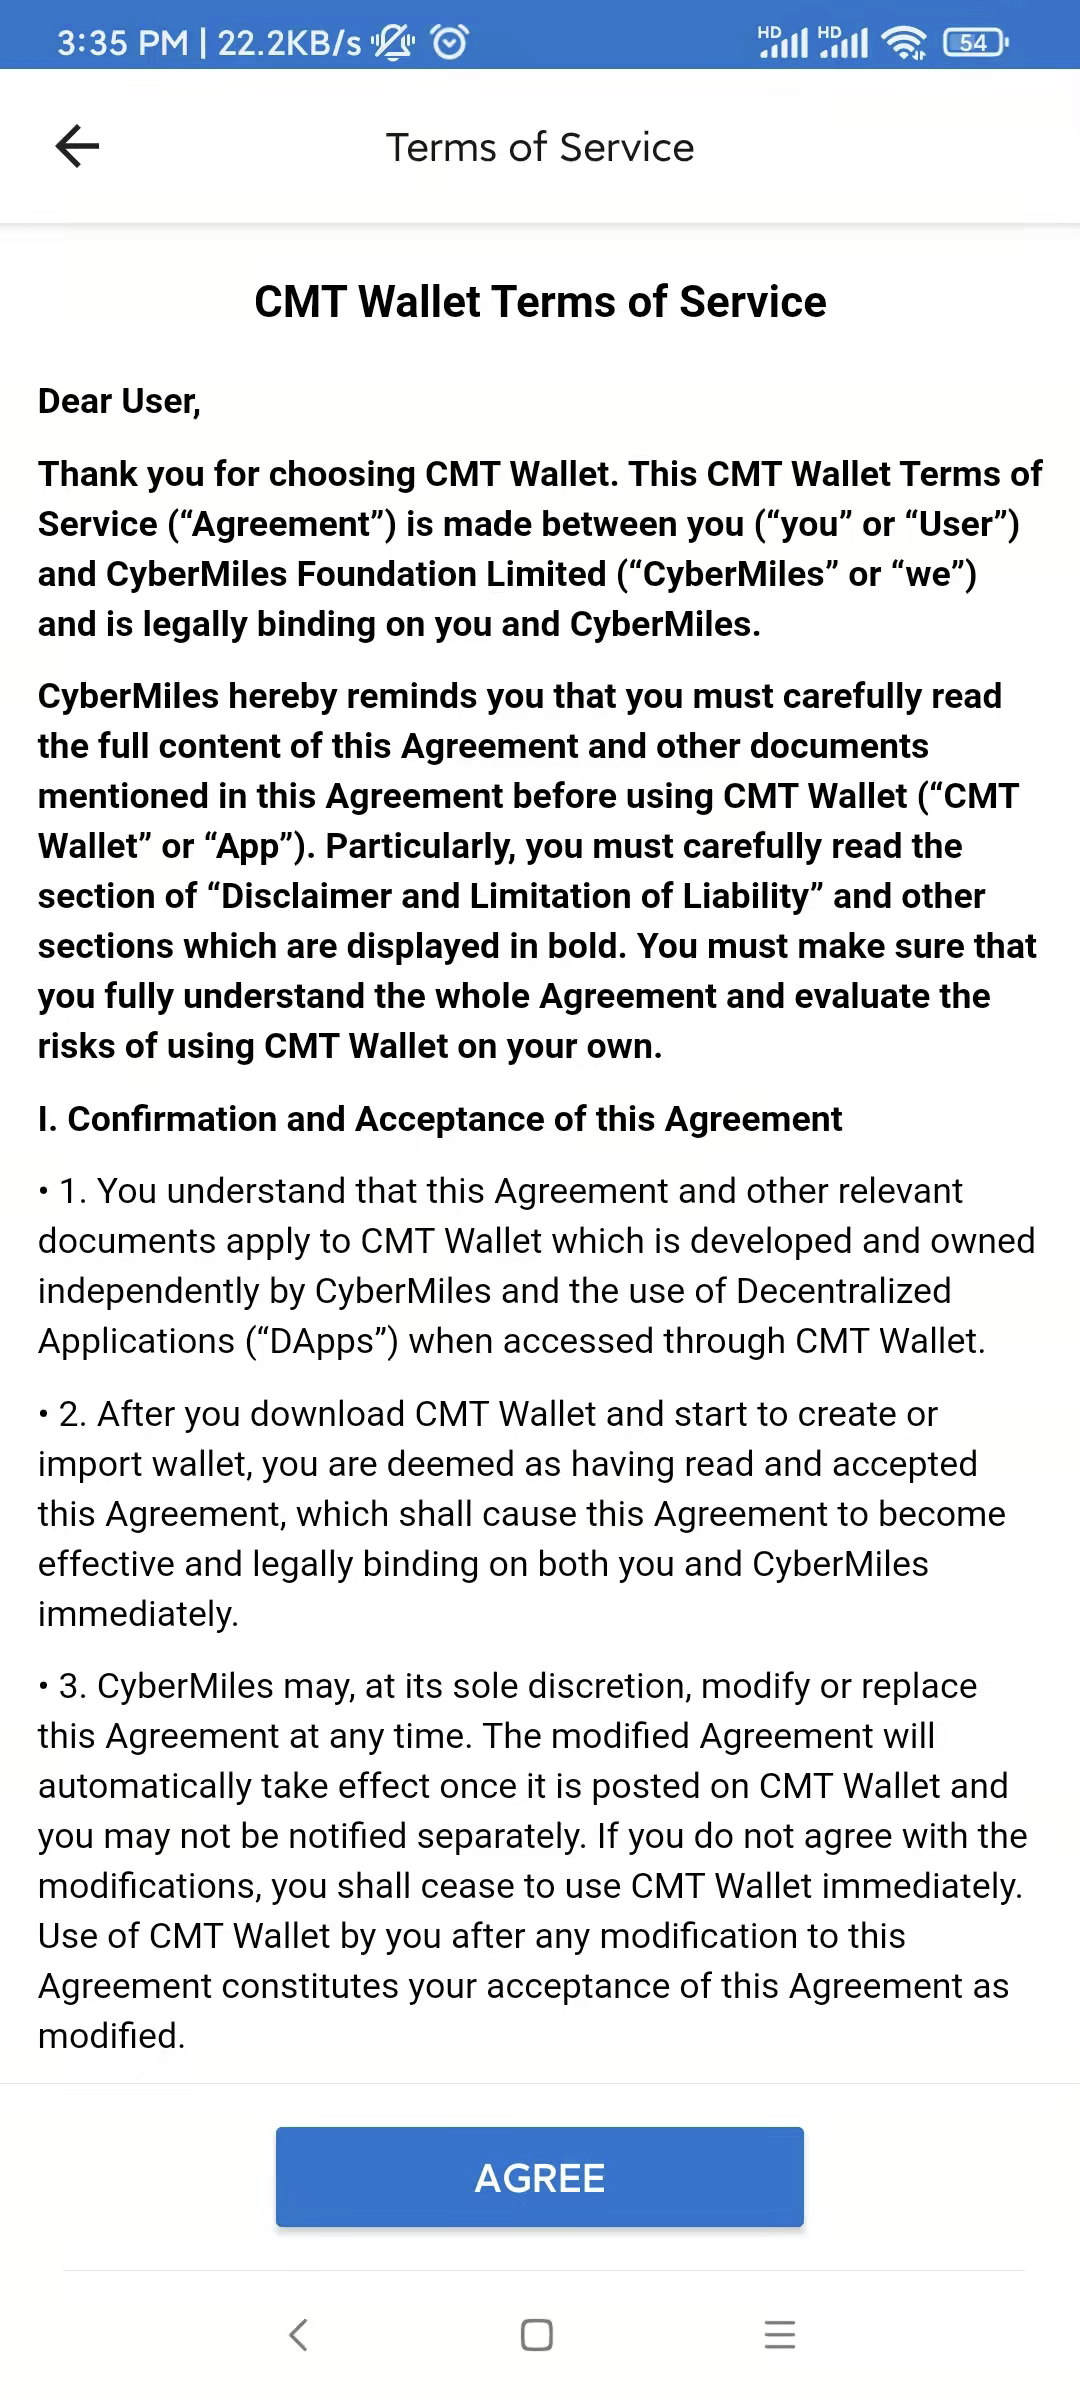 3:35 PM | 22.2KB/s
HD HD 54
Terms of Service
CMT Wallet Terms of Service
Dear User,
Thank you for choosing CMT Wallet. This CMT Wallet Terms of
Service (“Agreement”) is made between you (“you” or “User”)
and CyberMiles Foundation Limited (“CyberMiles” or “we”)
and is legally binding on you and CyberMiles.
CyberMiles hereby reminds you that you must carefully read
the full content of this Agreement and other documents
mentioned in this Agreement before using CMT Wallet (“CMT
Wallet” or “App”). Particularly, you must carefully read the
section of “Disclaimer and Limitation of Liability” and other
sections which are displayed in bold. You must make sure that
you fully understand the whole Agreement and evaluate the
risks of using CMT Wallet on your own.
I. Confirmation and Acceptance of this Agreement
• 1. You understand that this Agreement and other relevant
documents apply to CMT Wallet which is developed and owned
independently by CyberMiles and the use of Decentralized
Applications (“DApps”) when accessed through CMT Wallet.
• 2. After you download CMT Wallet and start to create or
import wallet, you are deemed as having read and accepted
this Agreement, which shall cause this Agreement to become
effective and legally binding on both you and CyberMiles
immediately.
• 3. CyberMiles may, at its sole discretion, modify or replace
this Agreement at any time. The modified Agreement will
automatically take effect once it is posted on CMT Wallet and
you may not be notified separately. If you do not agree with the
modifications, you shall cease to use CMT Wallet immediately.
Use of CMT Wallet by you after any modification to this
Agreement constitutes your acceptance of this Agreement as
modified.
AGREE